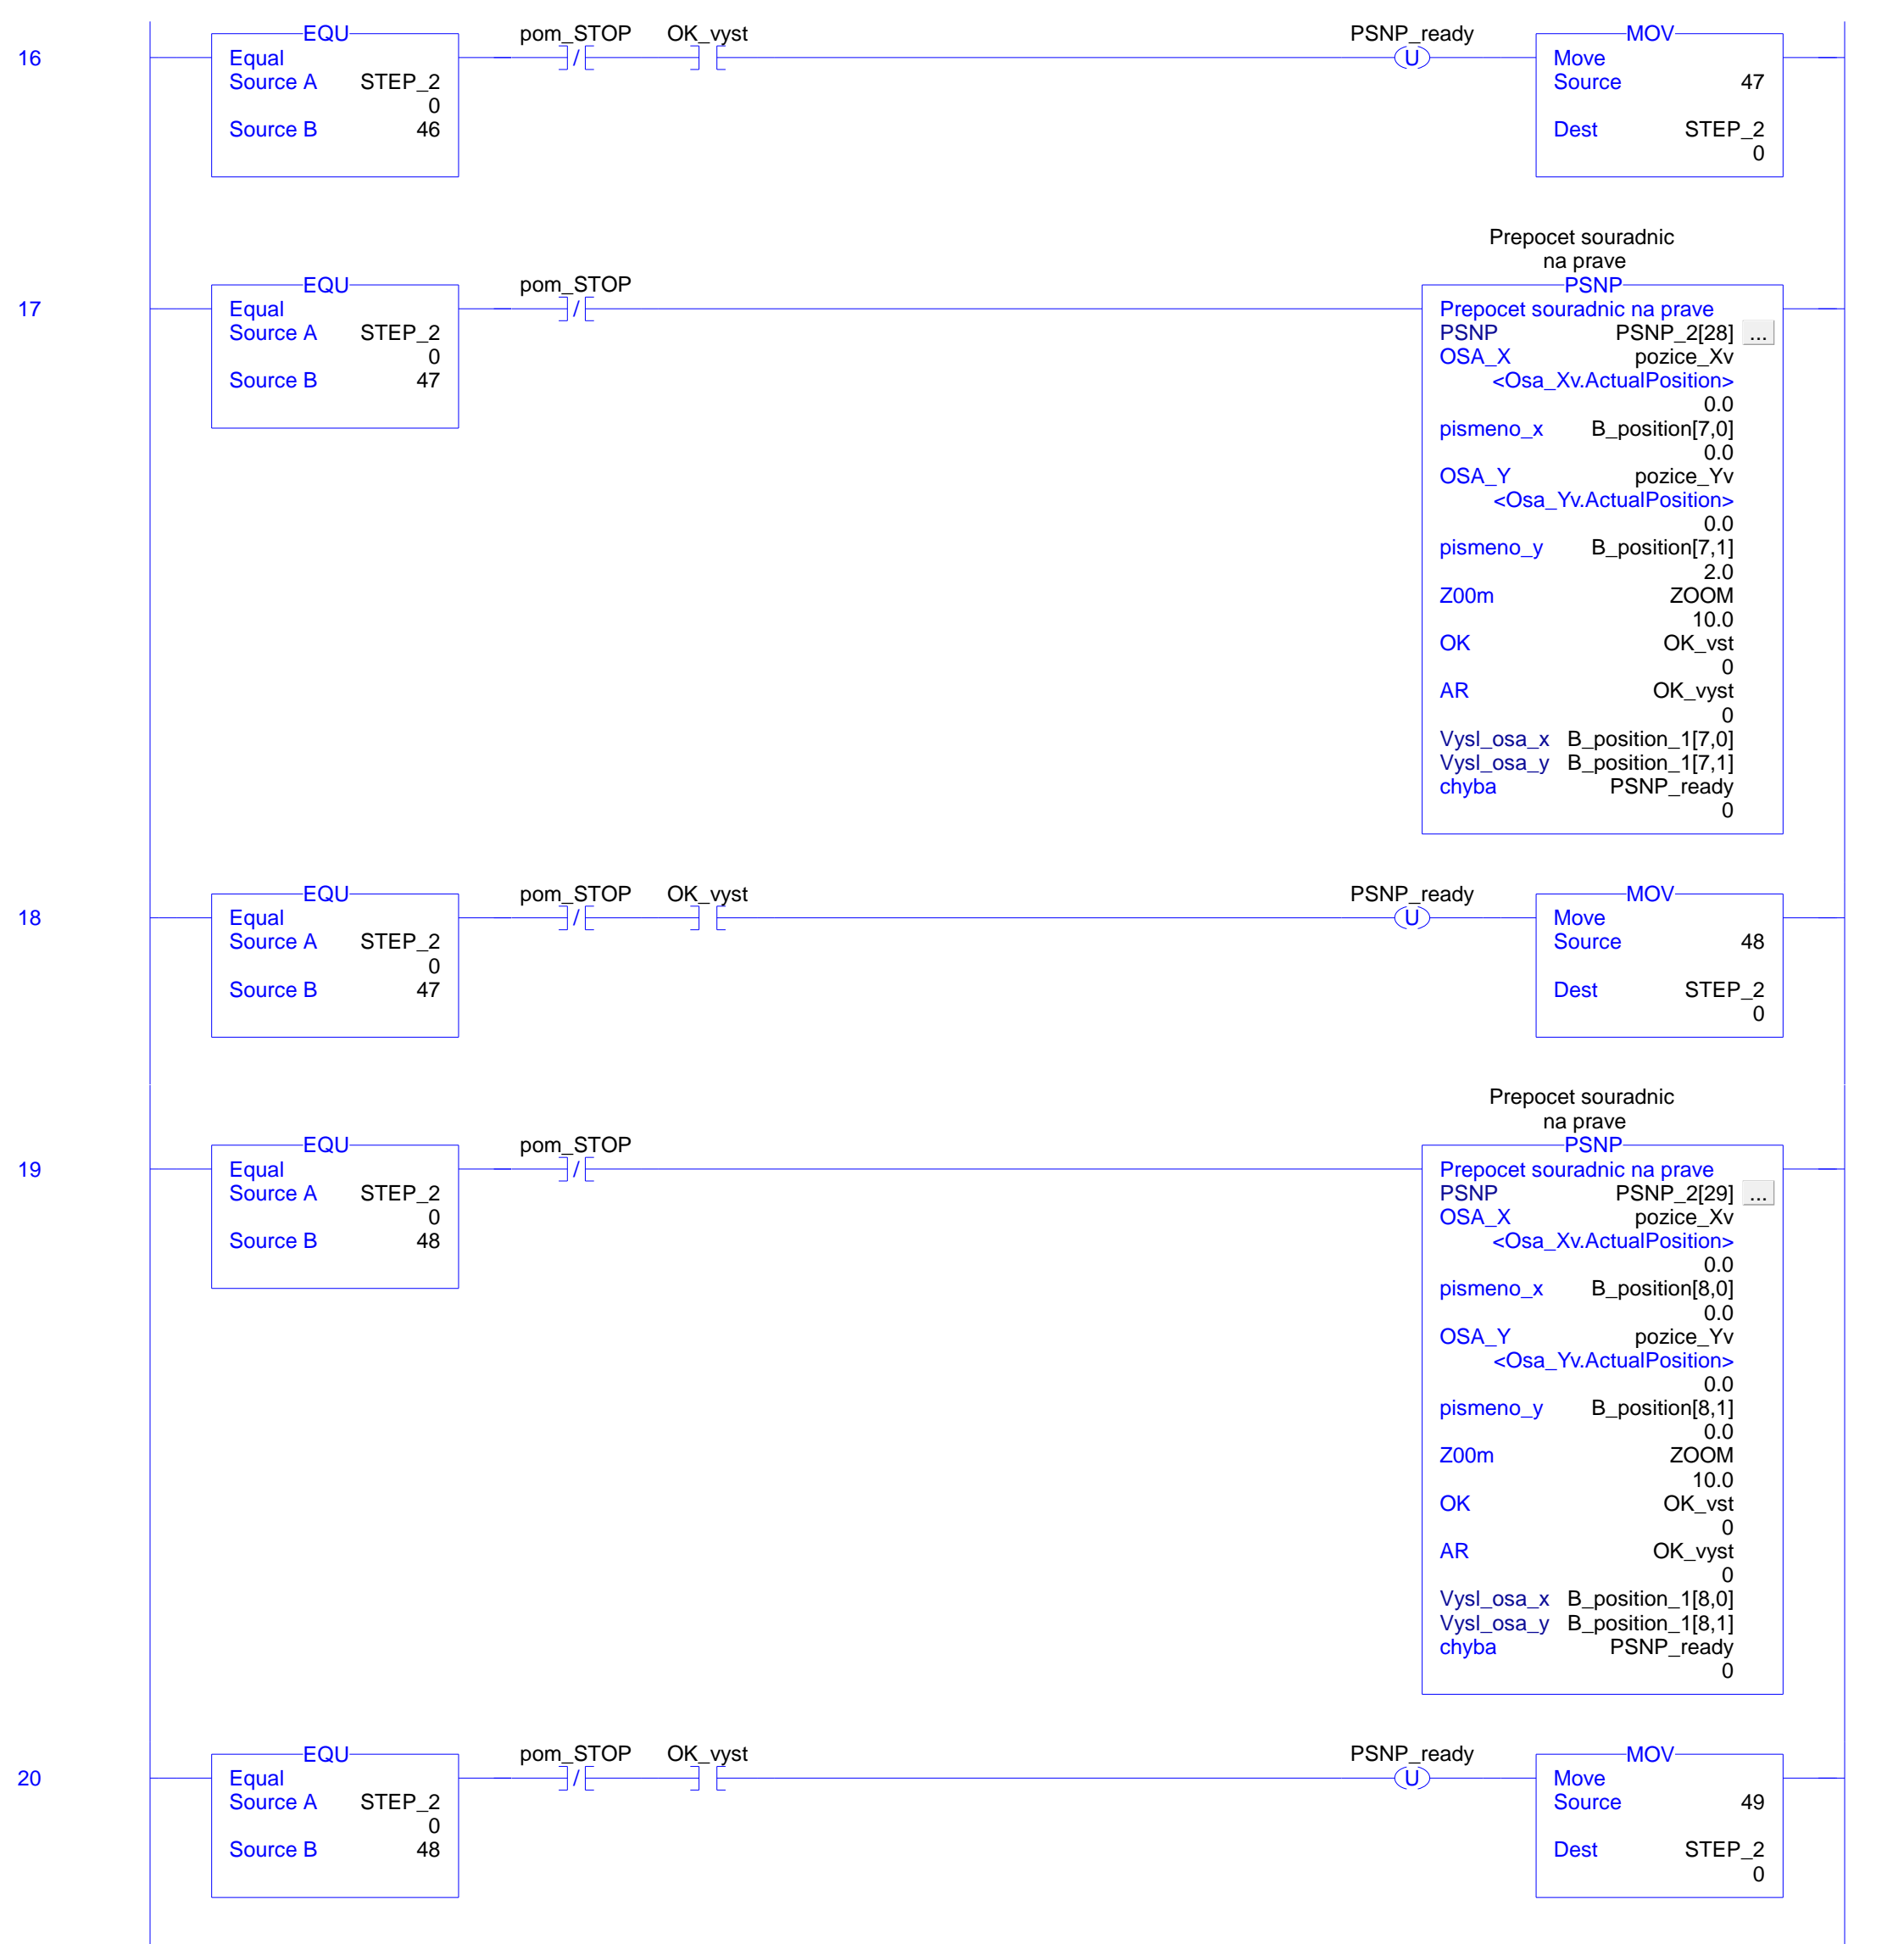 16
EQU
Equal
Source A STEP_2
0
Source B 46
pom_STOP OK_vyst
/
PSNP_ready
U
MOV
Move
Source 47
Dest STEP_2
0
17
EQU
Equal
Source A STEP_2
0
Source B 47
pom_STOP
/
Prepocet souradnic
na prave
PSNP
Prepocet souradnic na prave
PSNP PSNP_2[28] ...
OSA_X pozice_Xv
<Osa_Xv.ActualPosition>
0.0
pismeno_x B_position[7,0]
0.0
OSA_Y pozice_Yv
<Osa_Yv.ActualPosition>
0.0
pismeno_y B_position[7,1]
2.0
Z00m ZOOM
10.0
OK OK_vst
0
AR OK_vyst
0
Vysl_osa_x B_position_1[7,0]
Vysl_osa_y B_position_1[7,1]
chyba PSNP_ready
0
18
EQU
Equal
Source A STEP_2
0
Source B 47
pom_STOP OK_vyst
/
PSNP_ready
U
MOV
Move
Source 48
Dest STEP_2
0
19
EQU
Equal
Source A STEP_2
0
Source B 48
pom_STOP
/
Prepocet souradnic
na prave
PSNP
Prepocet souradnic na prave
PSNP PSNP_2[29] ...
OSA_X pozice_Xv
<Osa_Xv.ActualPosition>
0.0
pismeno_x B_position[8,0]
0.0
OSA_Y pozice_Yv
<Osa_Yv.ActualPosition>
0.0
pismeno_y B_position[8,1]
0.0
Z00m ZOOM
10.0
OK OK_vst
0
AR OK_vyst
0
Vysl_osa_x B_position_1[8,0]
Vysl_osa_y B_position_1[8,1]
chyba PSNP_ready
0
20
EQU
Equal
Source A STEP_2
0
Source B 48
pom_STOP OK_vyst
/
PSNP_ready
U
MOV
Move
Source 49
Dest STEP_2
0